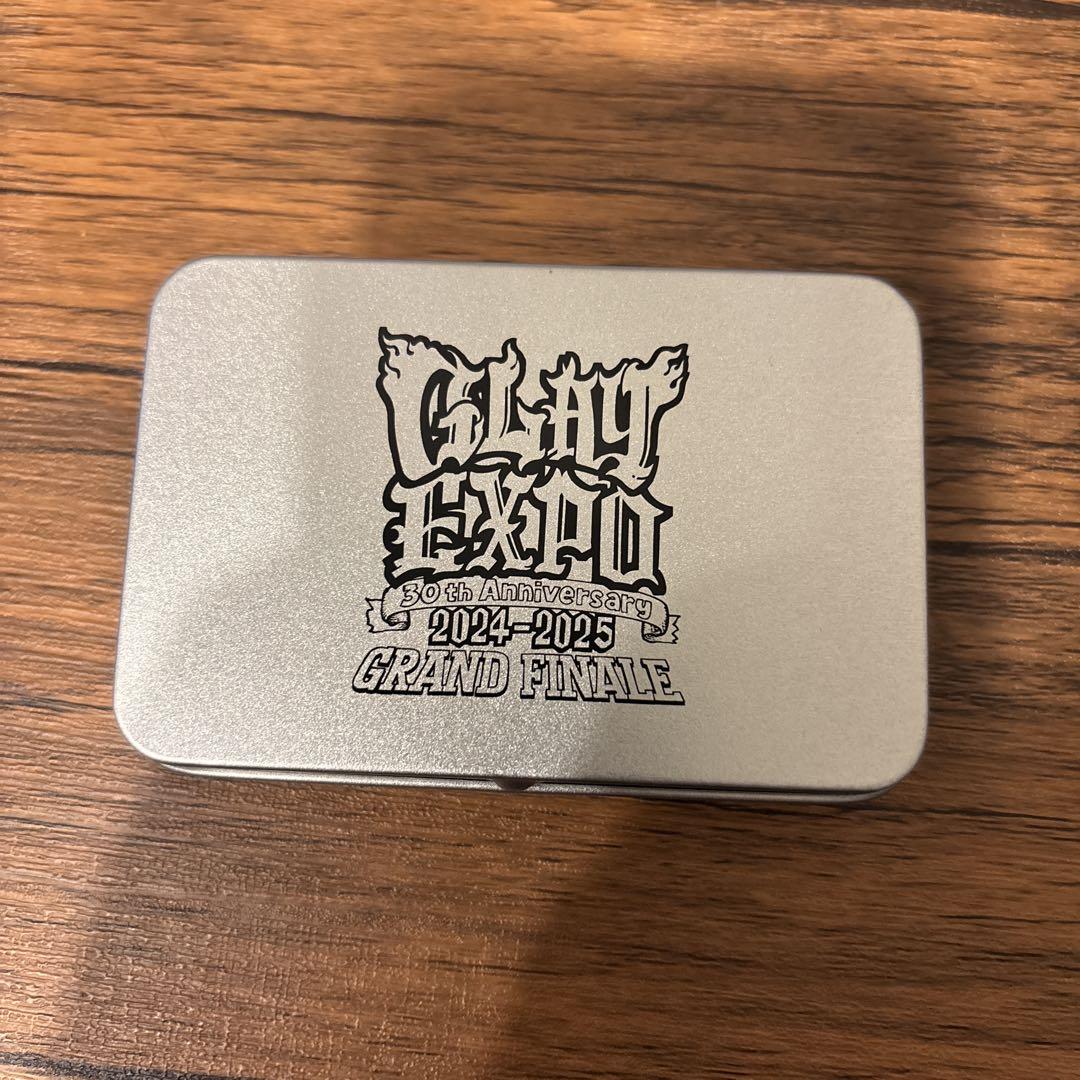 GLAY
EXPO
30th Anniversary
2024-2025
GRAND FINALE